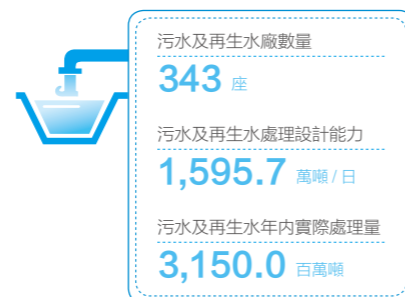 污水及再生水廠數量
343 座
污水及再生水處理設計能力
1,595.7 萬噸 / 日
污水及再生水年內實際處理量
3,150.0 百萬噸